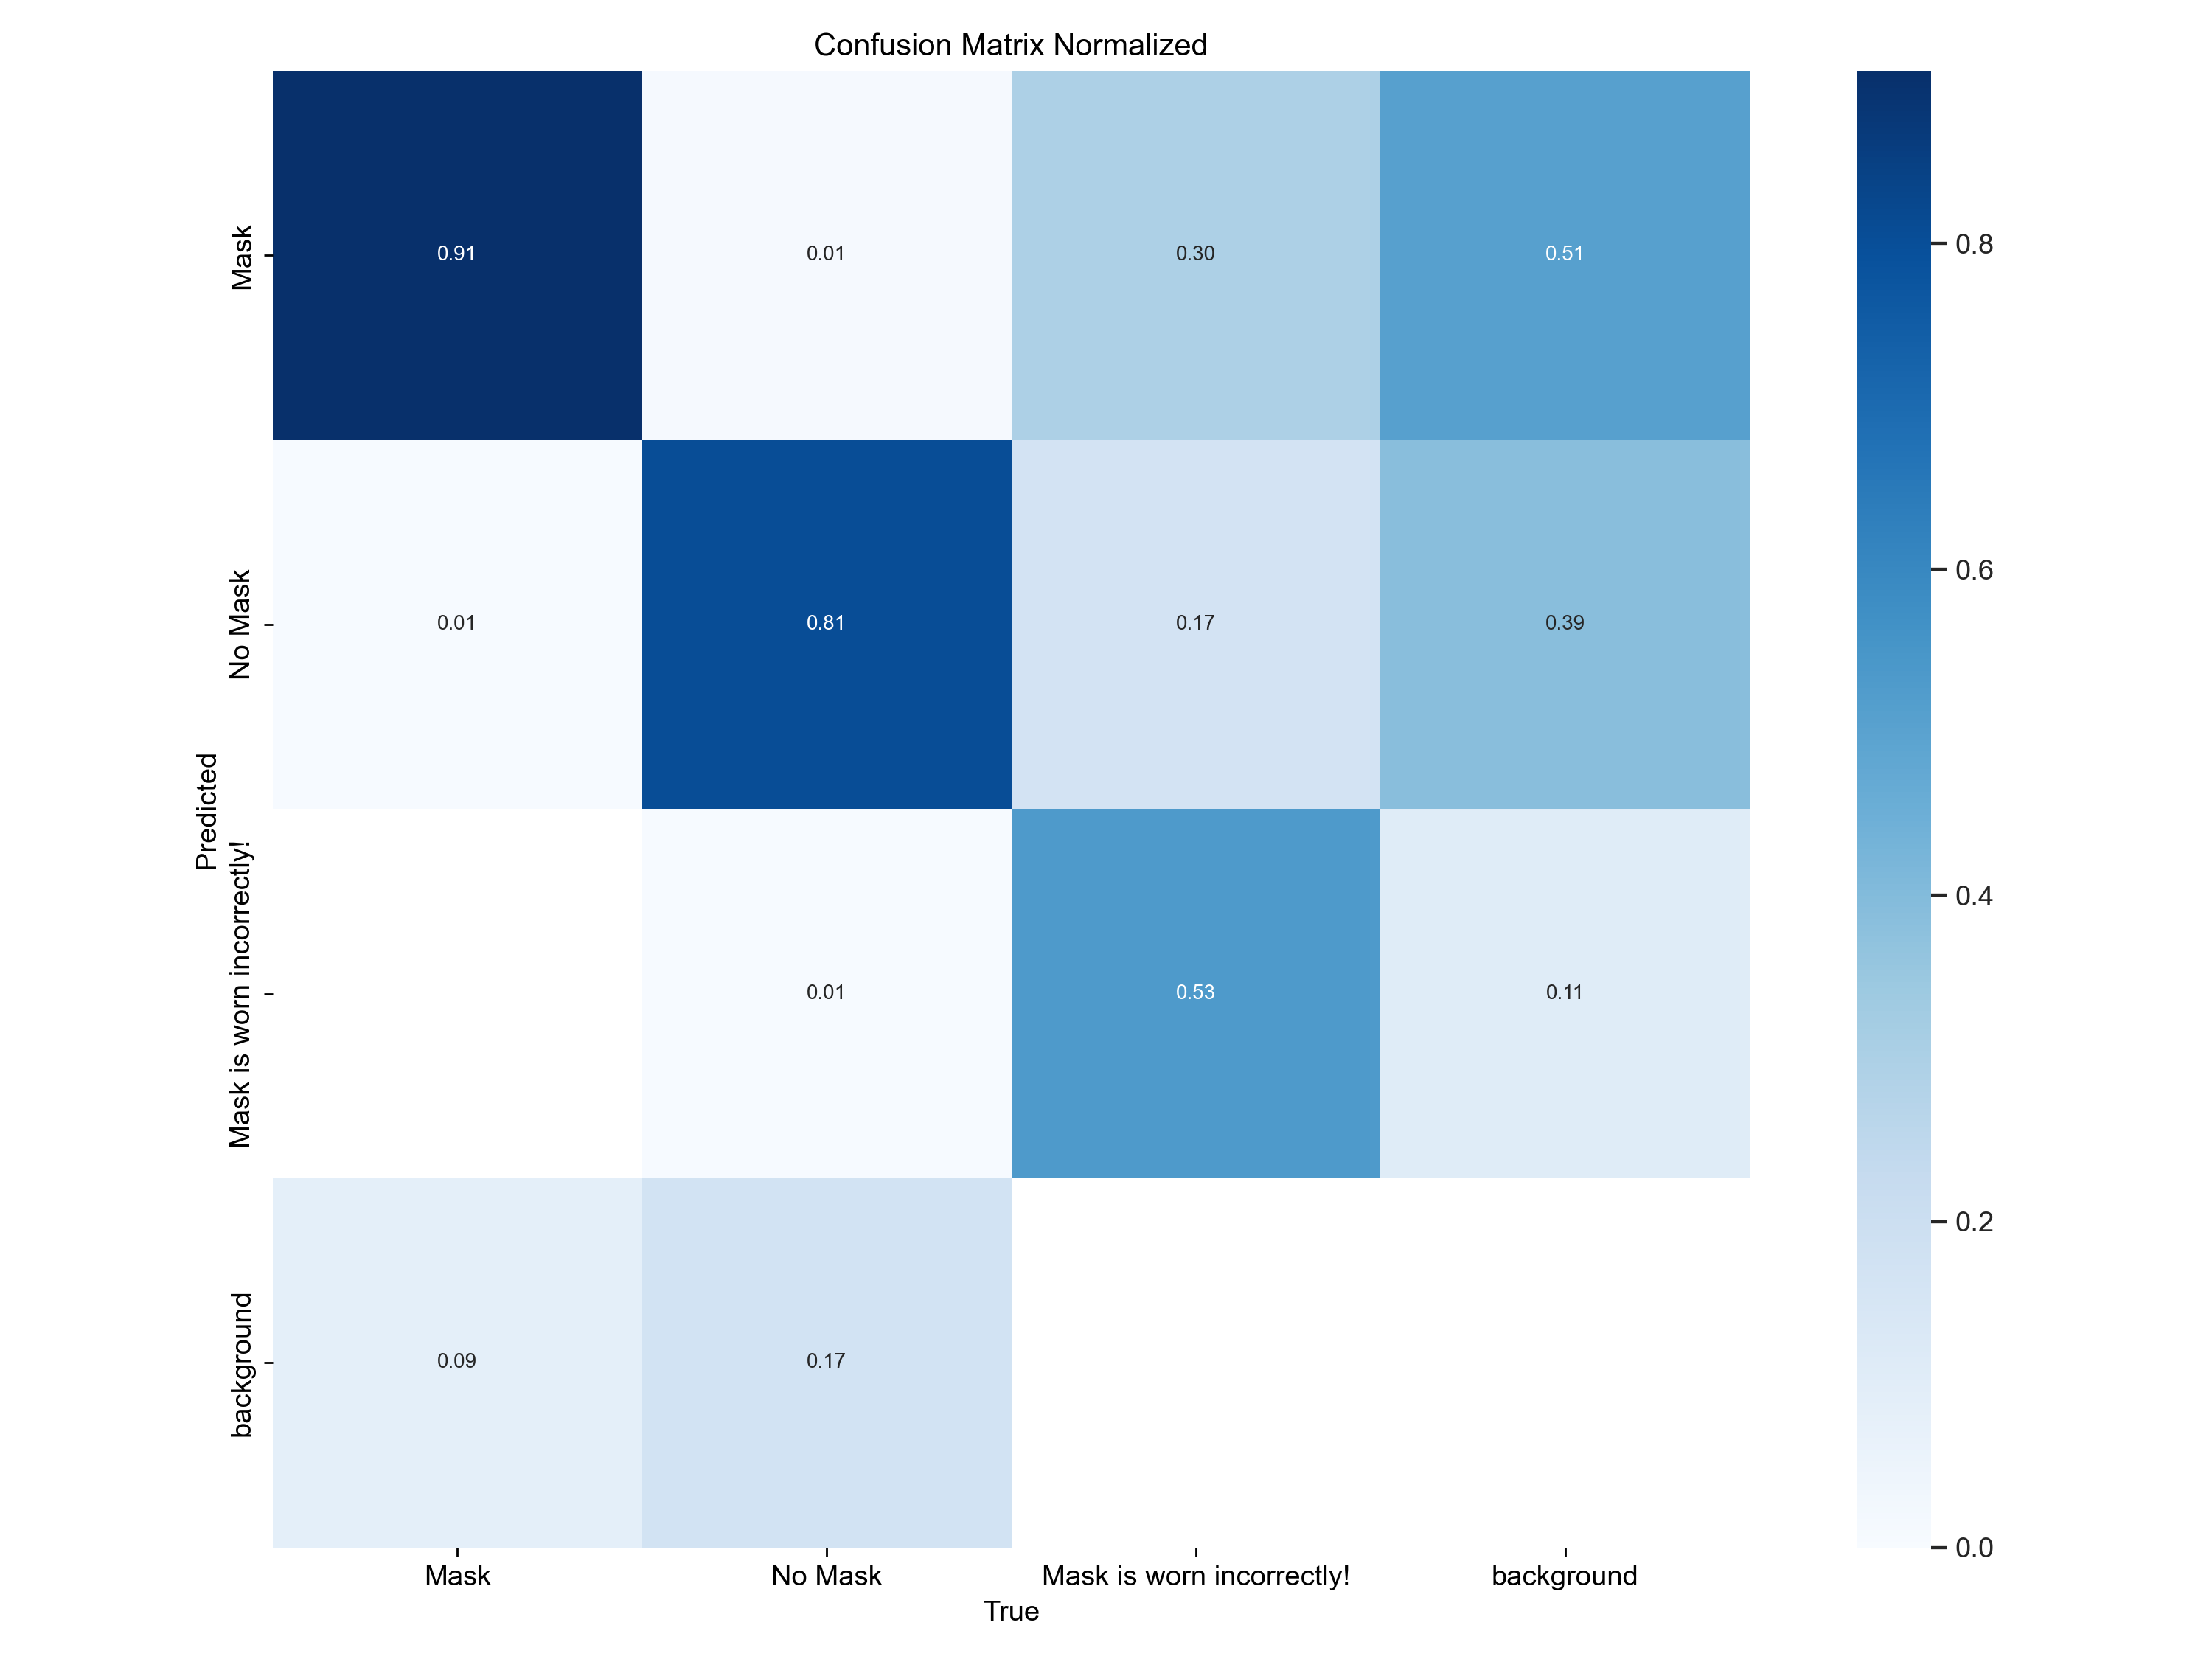 Confusion Matrix Normalized
Mask
0.91
0.01
0.30
0.51
0.8
No Mask
0.01
0.81
0.17
0.39
0.6
Predicted
Mask is worn incorrectly!
0.01
0.53
0.11
0.4
background
0.09
0.17
0.2
0.0
Mask
No Mask
Mask is worn incorrectly!
background
True